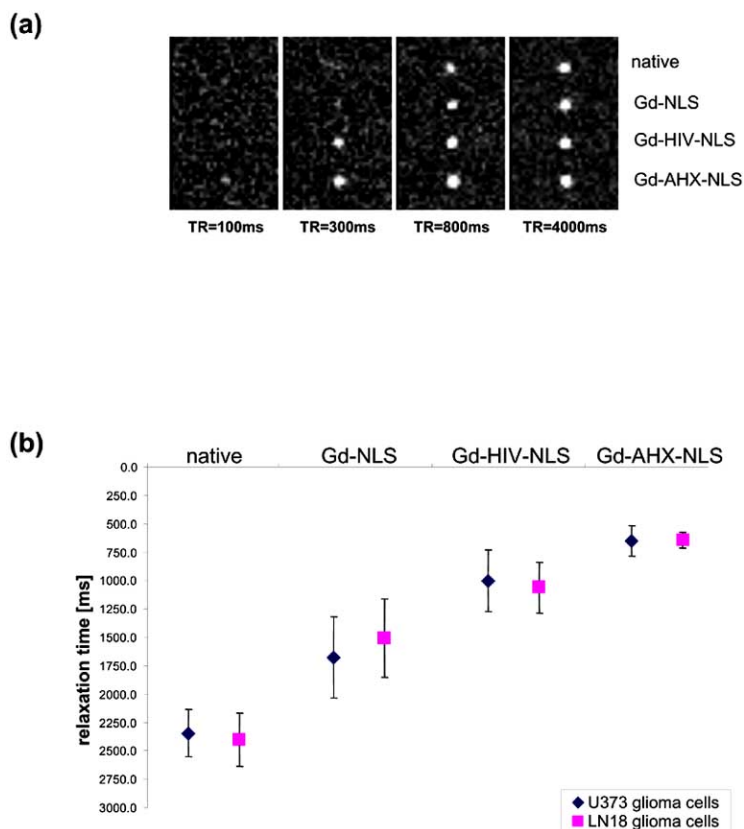 (a)
native
Gd-NLS
Gd-HIV-NLS
Gd-AHX-NLS
TR=100ms TR=300ms TR=800ms TR=4000ms
(b)
native Gd-NLS Gd-HIV-NLS Gd-AHX-NLS
0.0
250.0
500.0
750.0
1000.0
1250.0
1500.0
1750.0
2000.0
2250.0
2500.0
2750.0
3000.0
relaxation time [ms]
U373 glioma cells
LN18 glioma cells